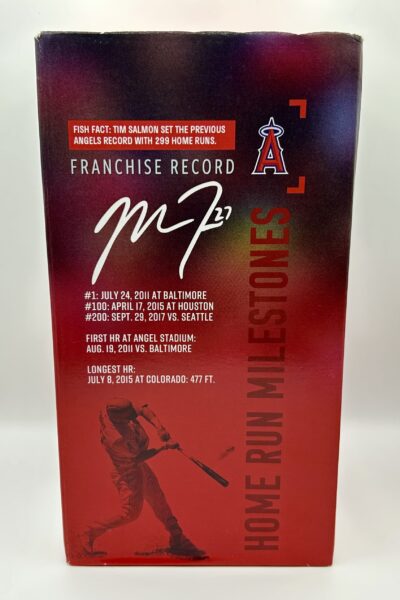 FISH FACT: TIM SALMON SET THE PREVIOUS
ANGELS RECORD WITH 299 HOME RUNS.
A
FRANCHISE RECORD
27
#1: JULY 24, 2011 AT BALTIMORE
#100: APRIL 17, 2015 AT HOUSTON
#200: SEPT. 29, 2017 VS. SEATTLE
FIRST HR AT ANGEL STADIUM:
AUG. 19, 2011 VS. BALTIMORE
LONGEST HR:
JULY 8, 2015 AT COLORADO: 477 FT.
HOME RUN MILESTONES